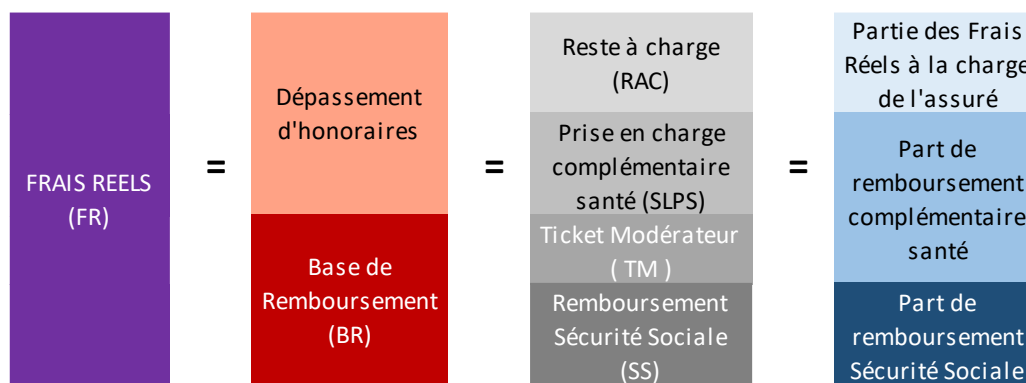 FRAIS REELS
(FR)
=
Dépassement
d'honoraires
Base de
Remboursement
(BR)
=
Reste à charge
(RAC)
Prise en charge
complémentaire
santé (SLPS)
Ticket Modérateur
( TM )
Remboursement
Sécurité Sociale
(SS)
=
Partie des Frais
Réels à la charge
de l'assuré
Part de
remboursement
complémentaire
santé
Part de
remboursement
Sécurité Sociale